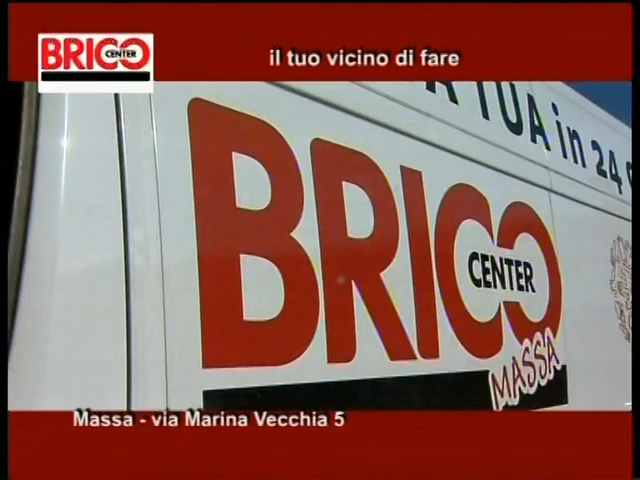 BRICO
CENTER
il tuo vicino di fare
TUA in 24
BRICO
CENTER
MASSA
Massa - via Marina Vecchia 5